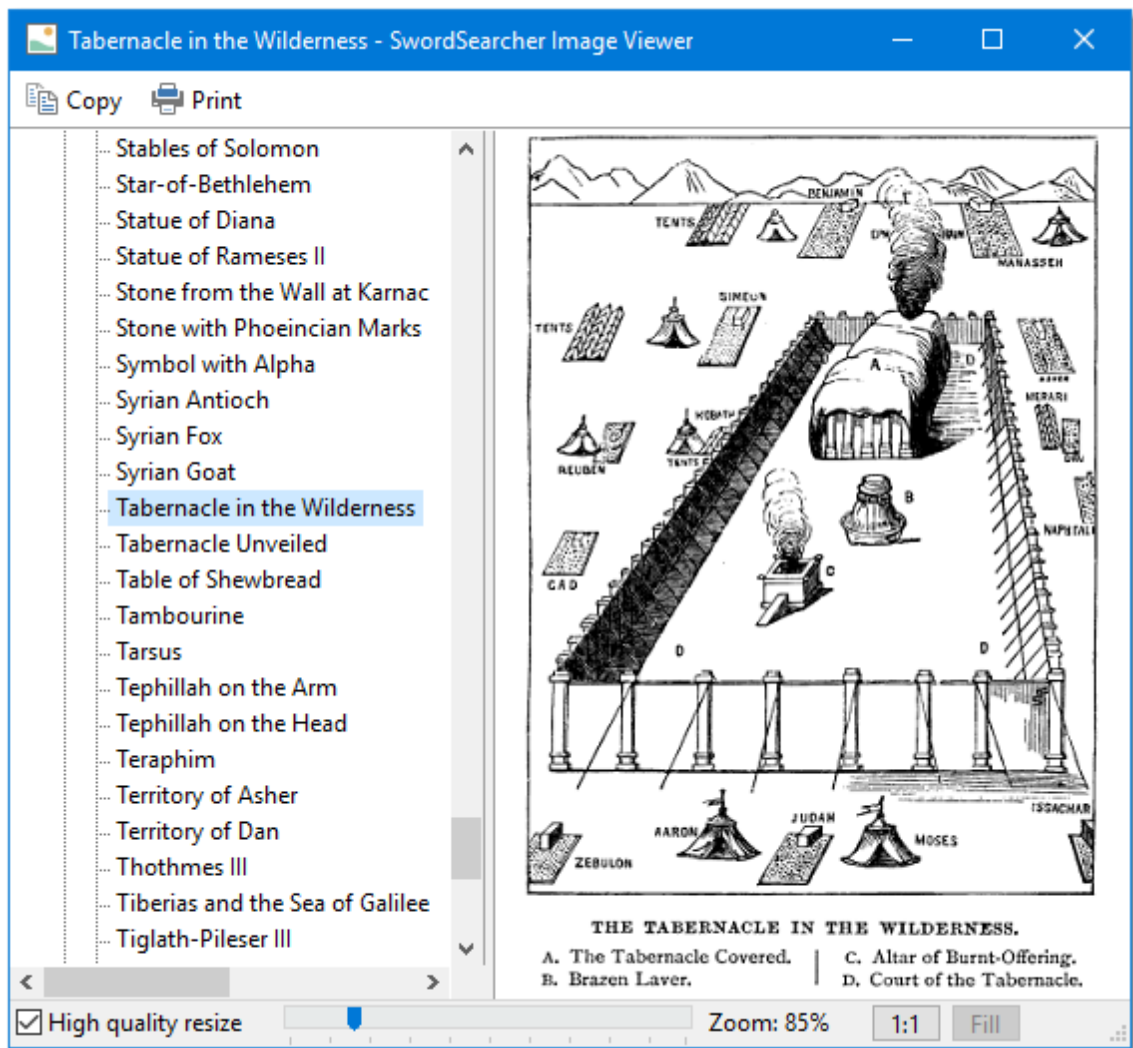 Tabernacle in the Wilderness - SwordSearcher Image Viewer
Copy Print
Stables of Solomon
Star-of-Bethlehem
Statue of Diana
Statue of Rameses II
Stone from the Wall at Karnac
Stone with Phoeincian Marks
Symbol with Alpha
Syrian Antioch
Syrian Fox
Syrian Goat
Tabernacle in the Wilderness
Tabernacle Unveiled
Table of Shewbread
Tambourine
Tarsus
Tephillah on the Arm
Tephillah on the Head
Teraphim
Territory of Asher
Territory of Dan
Thothmes III
Tiberias and the Sea of Galilee
Tiglath-Pileser III
BENJAMIN
TENTS
MANASSEH
SIMEON
TENTS
A
D
ASHER
MERARI
KOHATH
TENTS
REUBEN
B
NAPHTALI
C
GAD
D D
ISSACHAR
JUDAH
AARON
MOSES
ZEBULON
THE TABERNACLE IN THE WILDERNESS.
A. The Tabernacle Covered. C. Altar of Burnt-Offering.
B. Brazen Laver. D. Court of the Tabernacle.
High quality resize Zoom: 85% 1:1 Fill